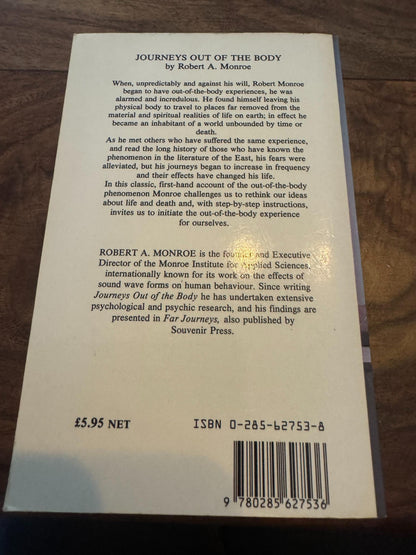 JOURNEYS OUT OF THE BODY
by Robert A. Monroe
When, unpredictably and against his will, Robert Monroe
began to have out-of-the-body experiences, he was
alarmed and incredulous. He found himself leaving his
physical body to travel to places far removed from the
material and spiritual realities of life on earth; in effect he
became an inhabitant of a world unbounded by time or
death.
As he met others who have suffered the same experience,
and read the long history of those who have known the
phenomenon in the literature of the East, his fears were
alleviated, but his journeys began to increase in frequency
and their effects have changed his life.
In this classic, first-hand account of the out-of-the-body
phenomenon Monroe challenges us to rethink our ideas
about life and death and, with step-by-step instructions,
invites us to initiate the out-of-the-body experience
for ourselves.
ROBERT A. MONROE is the founder and Executive
Director of the Monroe Institute for Applied Sciences,
internationally known for its work on the effects of
sound wave forms on human behaviour. Since writing
Journeys Out of the Body he has undertaken extensive
psychological and psychic research, and his findings are
presented in Far Journeys, also published by
Souvenir Press.
£5.95 NET
ISBN 0-285-62753-8
9 780285 627536